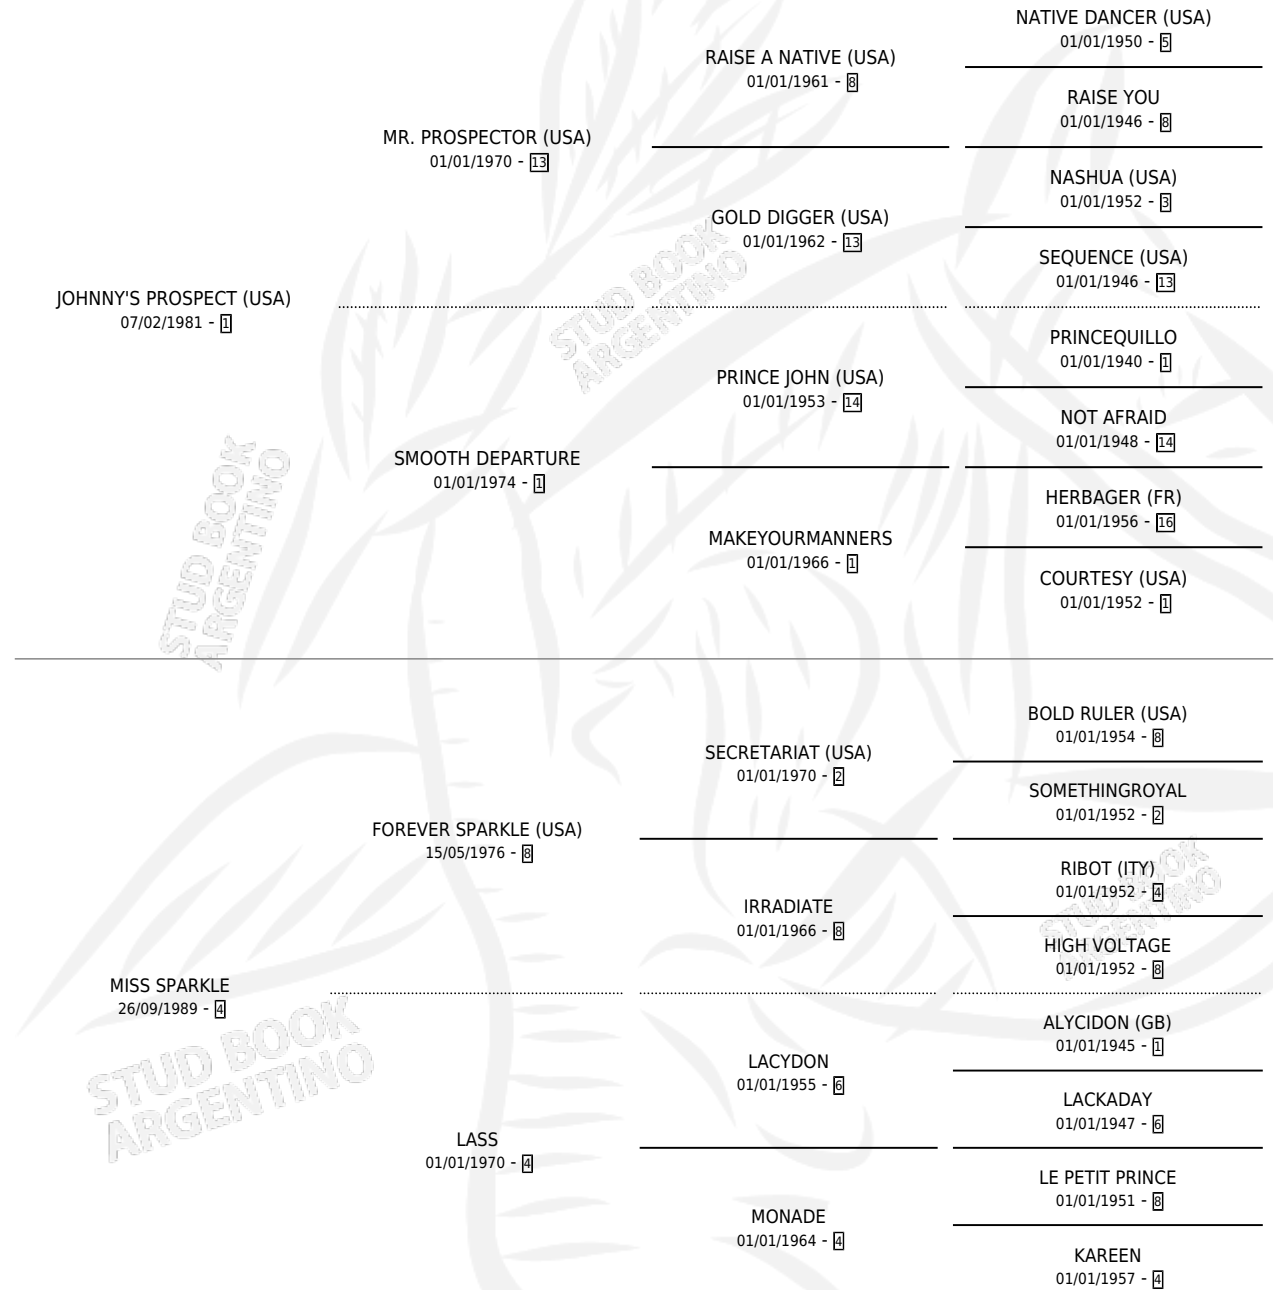 NATIVE DANCER (USA)
01/01/1950 - 5
RAISE A NATIVE (USA)
01/01/1961 - 8
RAISE YOU
01/01/1946 - 8
MR. PROSPECTOR (USA)
01/01/1970 - 13
NASHUA (USA)
01/01/1952 - 3
GOLD DIGGER (USA)
01/01/1962 - 13
SEQUENCE (USA)
01/01/1946 - 13
JOHNNY'S PROSPECT (USA)
07/02/1981 - 1
PRINCEQUILLO
01/01/1940 - 1
PRINCE JOHN (USA)
01/01/1953 - 14
NOT AFRAID
01/01/1948 - 14
SMOOTH DEPARTURE
01/01/1974 - 1
HERBAGER (FR)
01/01/1956 - 16
MAKEYOURMANNERS
01/01/1966 - 1
COURTESY (USA)
01/01/1952 - 1
BOLD RULER (USA)
01/01/1954 - 8
SECRETARIAT (USA)
01/01/1970 - 2
SOMETHINGROYAL
01/01/1952 - 2
FOREVER SPARKLE (USA)
15/05/1976 - 8
RIBOT (ITY)
01/01/1952 - 4
IRRADIATE
01/01/1966 - 8
HIGH VOLTAGE
01/01/1952 - 8
MISS SPARKLE
26/09/1989 - 4
ALYCIDON (GB)
01/01/1945 - 1
LACYDON
01/01/1955 - 6
LACKADAY
01/01/1947 - 6
LASS
01/01/1970 - 4
LE PETIT PRINCE
01/01/1951 - 8
MONADE
01/01/1964 - 4
KAREEN
01/01/1957 - 4
STUD BOOK
ARGENTINO
STUD BOOK
ARGENTINO
STUD BOOK
ARGENTINO
STUD BOOK
ARGENTINO